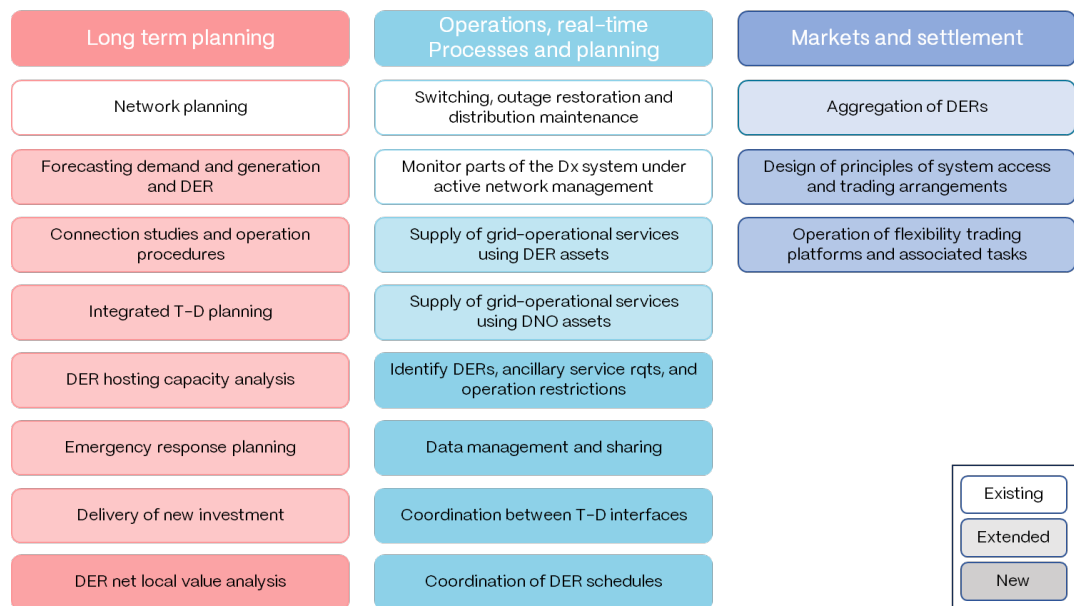 Long term planning
Network planning
Forecasting demand and generation
and DER
Connection studies and operation
procedures
Integrated T-D planning
DER hosting capacity analysis
Emergency response planning
Delivery of new investment
DER net local value analysis
Operations, real-time
Processes and planning
Switching, outage restoration and
distribution maintenance
Monitor parts of the Dx system under
active network management
Supply of grid-operational services
using DER assets
Supply of grid-operational services
using DNO assets
Identify DERs, ancillary service rqts, and
operation restrictions
Data management and sharing
Coordination between T-D interfaces
Coordination of DER schedules
Markets and settlement
Aggregation of DERs
Design of principles of system access
and trading arrangements
Operation of flexibility trading
platforms and associated tasks
Existing
Extended
New